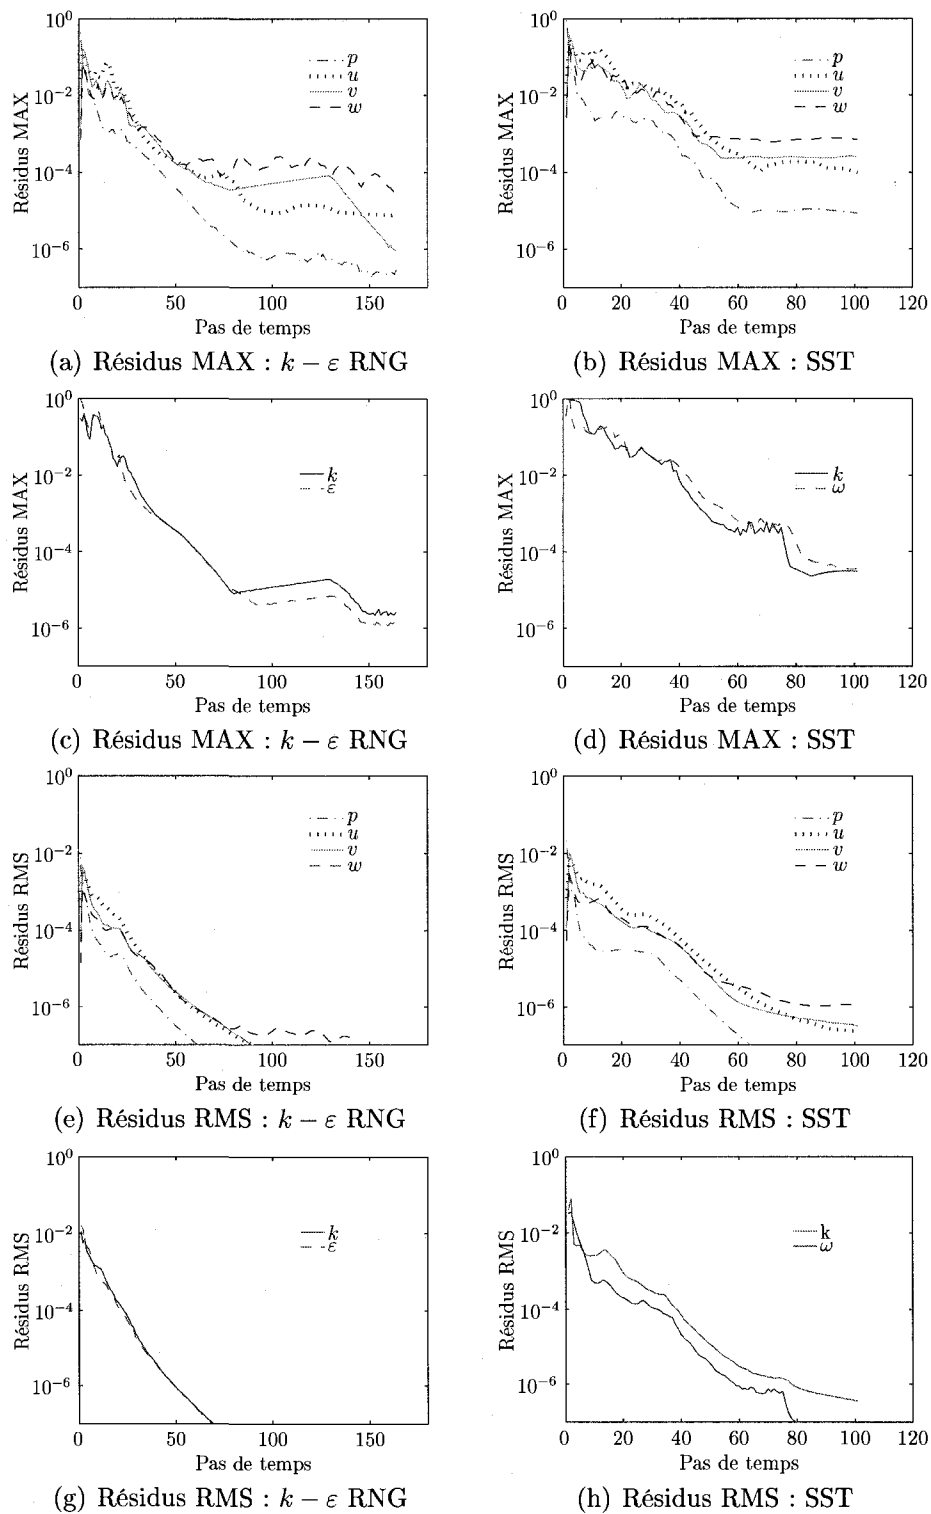 10^0
10^-2
10^-4
10^-6
Résidus MAX
p
u
v
w
0 50 100 150
Pas de temps
(a) Résidus MAX : k − ε RNG
10^0
10^-2
10^-4
10^-6
Résidus MAX
p
u
v
w
0 20 40 60 80 100 120
Pas de temps
(b) Résidus MAX : SST
10^0
10^-2
10^-4
10^-6
Résidus MAX
k
ε
0 50 100 150
Pas de temps
(c) Résidus MAX : k − ε RNG
10^0
10^-2
10^-4
10^-6
Résidus MAX
k
ω
0 20 40 60 80 100 120
Pas de temps
(d) Résidus MAX : SST
10^0
10^-2
10^-4
10^-6
Résidus RMS
p
u
v
w
0 50 100 150
Pas de temps
(e) Résidus RMS : k − ε RNG
10^0
10^-2
10^-4
10^-6
Résidus RMS
p
u
v
w
0 20 40 60 80 100 120
Pas de temps
(f) Résidus RMS : SST
10^0
10^-2
10^-4
10^-6
Résidus RMS
k
ε
0 50 100 150
Pas de temps
(g) Résidus RMS : k − ε RNG
10^0
10^-2
10^-4
10^-6
Résidus RMS
k
ω
0 20 40 60 80 100 120
Pas de temps
(h) Résidus RMS : SST